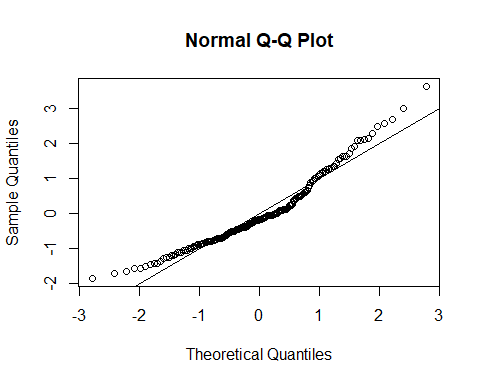 Normal Q-Q Plot
Sample Quantiles
3
2
1
0
-1
-2
-3 -2 -1 0 1 2 3
Theoretical Quantiles